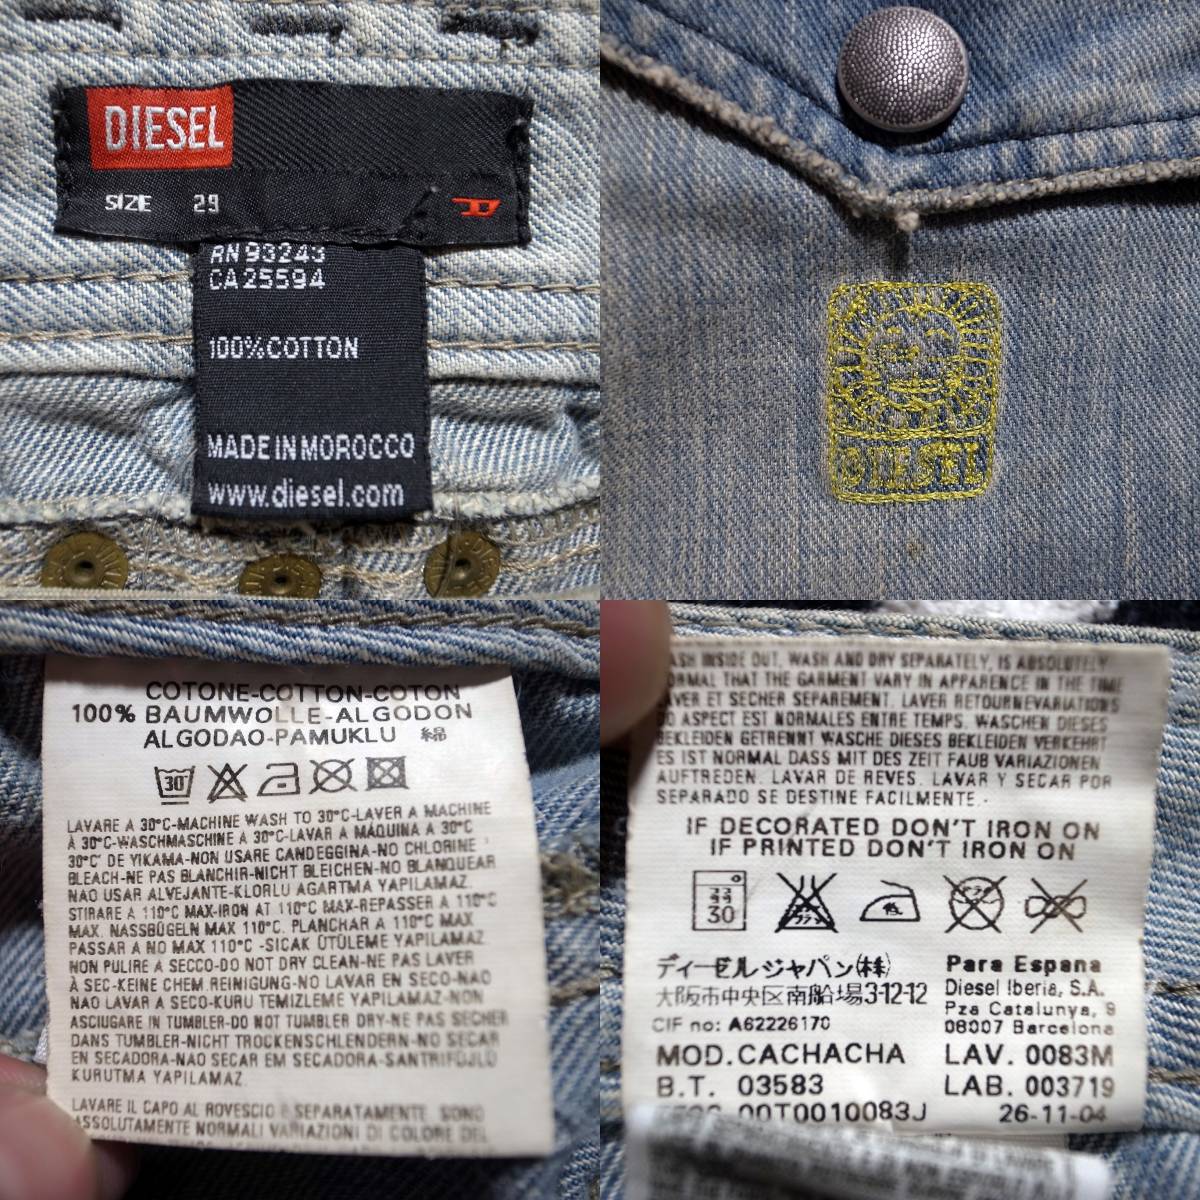 DIESEL
SIZE 29
RN 93243
CA 25594
100% COTTON
MADE IN MOROCCO
www.diesel.com
DIESEL
COTONE-COTTON-COTON
100% BAUMWOLLE-ALGODON
ALGODAO-PAMUKLU 綿
30°
LAVARE A 30°C-MACHINE WASH TO 30°C-LAVER A MACHINE
À 30°C-WASCHMASCHINE A 30°C-LAVAR A MÁQUINA A 30°C
30°C' DE YIKAMA-NON USARE CANDEGGINA-NO CHLORINE
BLEACH-NE PAS BLANCHIR-NICHT BLEICHEN-NO BLANQUEAR
NAO USAR ALVEJANTE-KLORLU AGARTMA YAPILAMAZ.
STIRARE A 110°C MAX-IRON AT 110°C MAX-REPASSER A 110°C
MAX. NASSBÜGELN MAX 110°C. PLANCHAR A 110°C MAX.
PASSAR A NO MAX 110°C -SICAK ÜTÜLEME YAPILAMAZ
NON PULIRE A SECCO-DO NOT DRY CLEAN-NE PAS LAVER
À SEC-KEINE CHEM.REINIGUNG-NO LAVAR EN SECO-NAO
NAO LAVAR A SECO-KURU TEMIZLEME YAPILAMAZ-NON
ASCIUGARE IN TUMBLER-DO NOT TUMBLER DRY-NE PAS SECHER
DANS TUMBLER-NICHT TROCKENSCHLENDERN-NO SECAR
EN SECADORA-NAO SECAR EM SECADORA-SANTRIFOJLU
KURUTMA YAPILAMAZ.
LAVARE IL CAPO AL ROVESCIO E SEPARATAMENTE. SONO
ASSOLUTAMENTE NORMALI VARIAZIONI DI COLORE DEL
INSIDE OUT, WASH AND DRY SEPARATELY, IS ABSOLUTELY
THAT THE GARMENT VARY IN APPARENCE IN THE TIME
ET SECHER SEPAREMENT. LAVER RETOURNEVARIATIONS
D ASPECT EST NORMALES ENTRE TEMPS. WASCHEN DIESES
BEKLEIDEN GETRENNT WASCHE DIESES BEKLEIDEN VERKEHRT
ES IST NORMAL DASS MIT DES ZEIT FAUB VARIAZIONEN
AUFTREDEN. LAVAR DE REVES. LAVAR Y SECAR POR
SEPARADO SE DESTINE FACILMENTE.-
IF DECORATED DON'T IRON ON
IF PRINTED DON'T IRON ON
30 低
ディーゼルジャパン(株)
大阪市中央区南船場3-12-12
CIF no: A62226170
Para Espana
Diesel Iberia, S.A.
Pza Catalunya, 9
08007 Barcelona
MOD.CACHACHA LAV. 0083M
B.T. 03583 LAB. 003719
00T0010083J 26-11-04